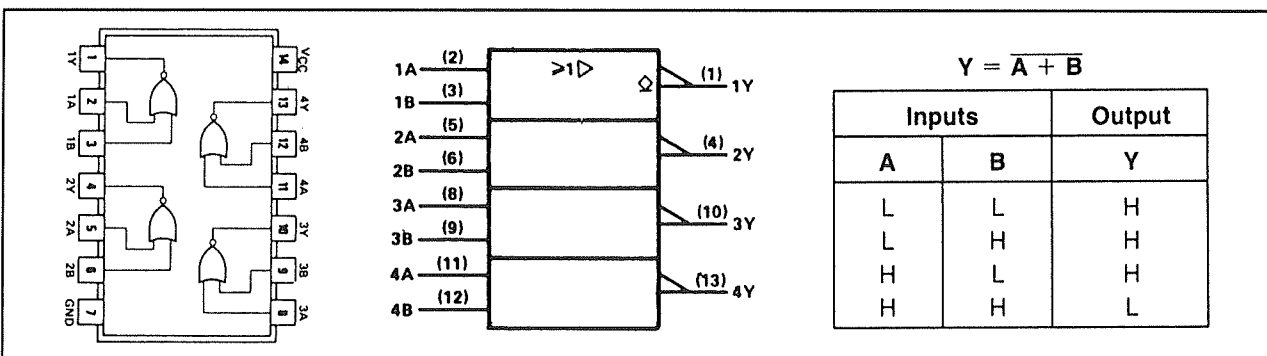 1Y 1 14 VCC
1A 2 13 4Y
1B 3 12 4B
2Y 4 11 4A
2A 5 10 3Y
2B 6 9 3B
GND 7 8 3A
≥1▷
◇
1A (2) (1) 1Y
1B (3)
2A (5) (4) 2Y
2B (6)
3A (8) (10) 3Y
3B (9)
4A (11) (13) 4Y
4B (12)
Y = \overline{A + B}
Inputs Output
A B Y
L L H
L H H
H L H
H H L